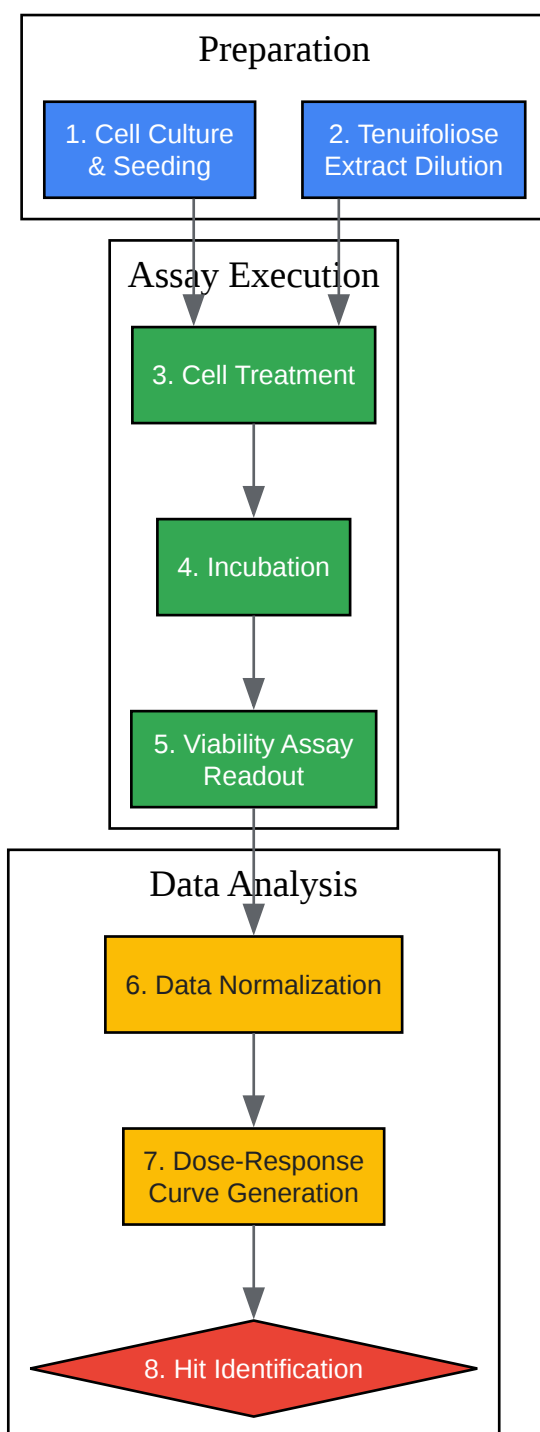 Preparation
1. Cell Culture
& Seeding
2. Tenuifoliose
Extract Dilution
Assay Execution
3. Cell Treatment
4. Incubation
5. Viability Assay
Readout
Data Analysis
6. Data Normalization
7. Dose-Response
Curve Generation
8. Hit Identification